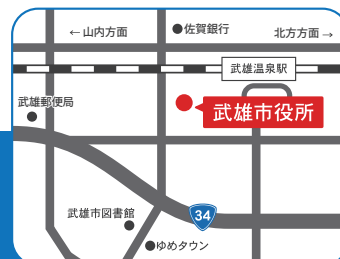 ←山内方面
佐賀銀行
北方方面→
武雄温泉駅
武雄郵便局
武雄市役所
武雄市図書館
34
ゆめタウン